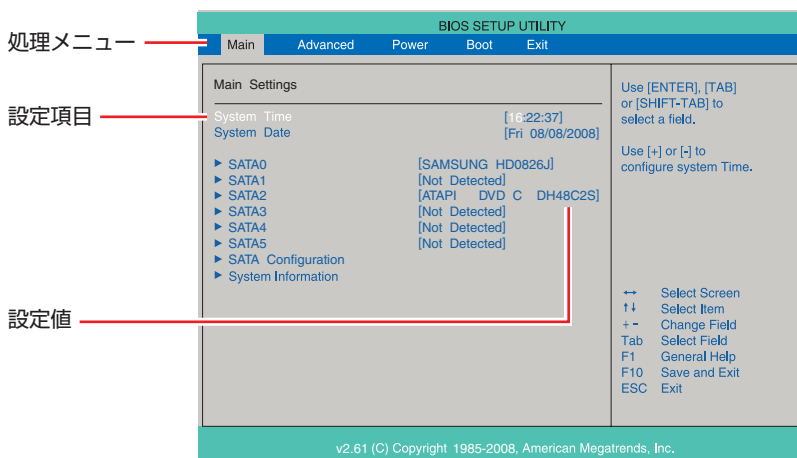 BIOS SETUP UTILITY
処理メニュー
Main Advanced Power Boot Exit
Main Settings
設定項目
System Time [16:22:37]
System Date [Fri 08/08/2008]
SATA0 [SAMSUNG HD0826J]
SATA1 [Not Detected]
SATA2 [ATAPI DVD C DH48C2S]
SATA3 [Not Detected]
SATA4 [Not Detected]
SATA5 [Not Detected]
SATA Configuration
System Information
設定値
Use [ENTER], [TAB]
or [SHIFT-TAB] to
select a field.
Use [+] or [-] to
configure system Time.
↔ Select Screen
↑↓ Select Item
+ - Change Field
Tab Select Field
F1 General Help
F10 Save and Exit
ESC Exit
v2.61 (C) Copyright 1985-2008, American Megatrends, Inc.